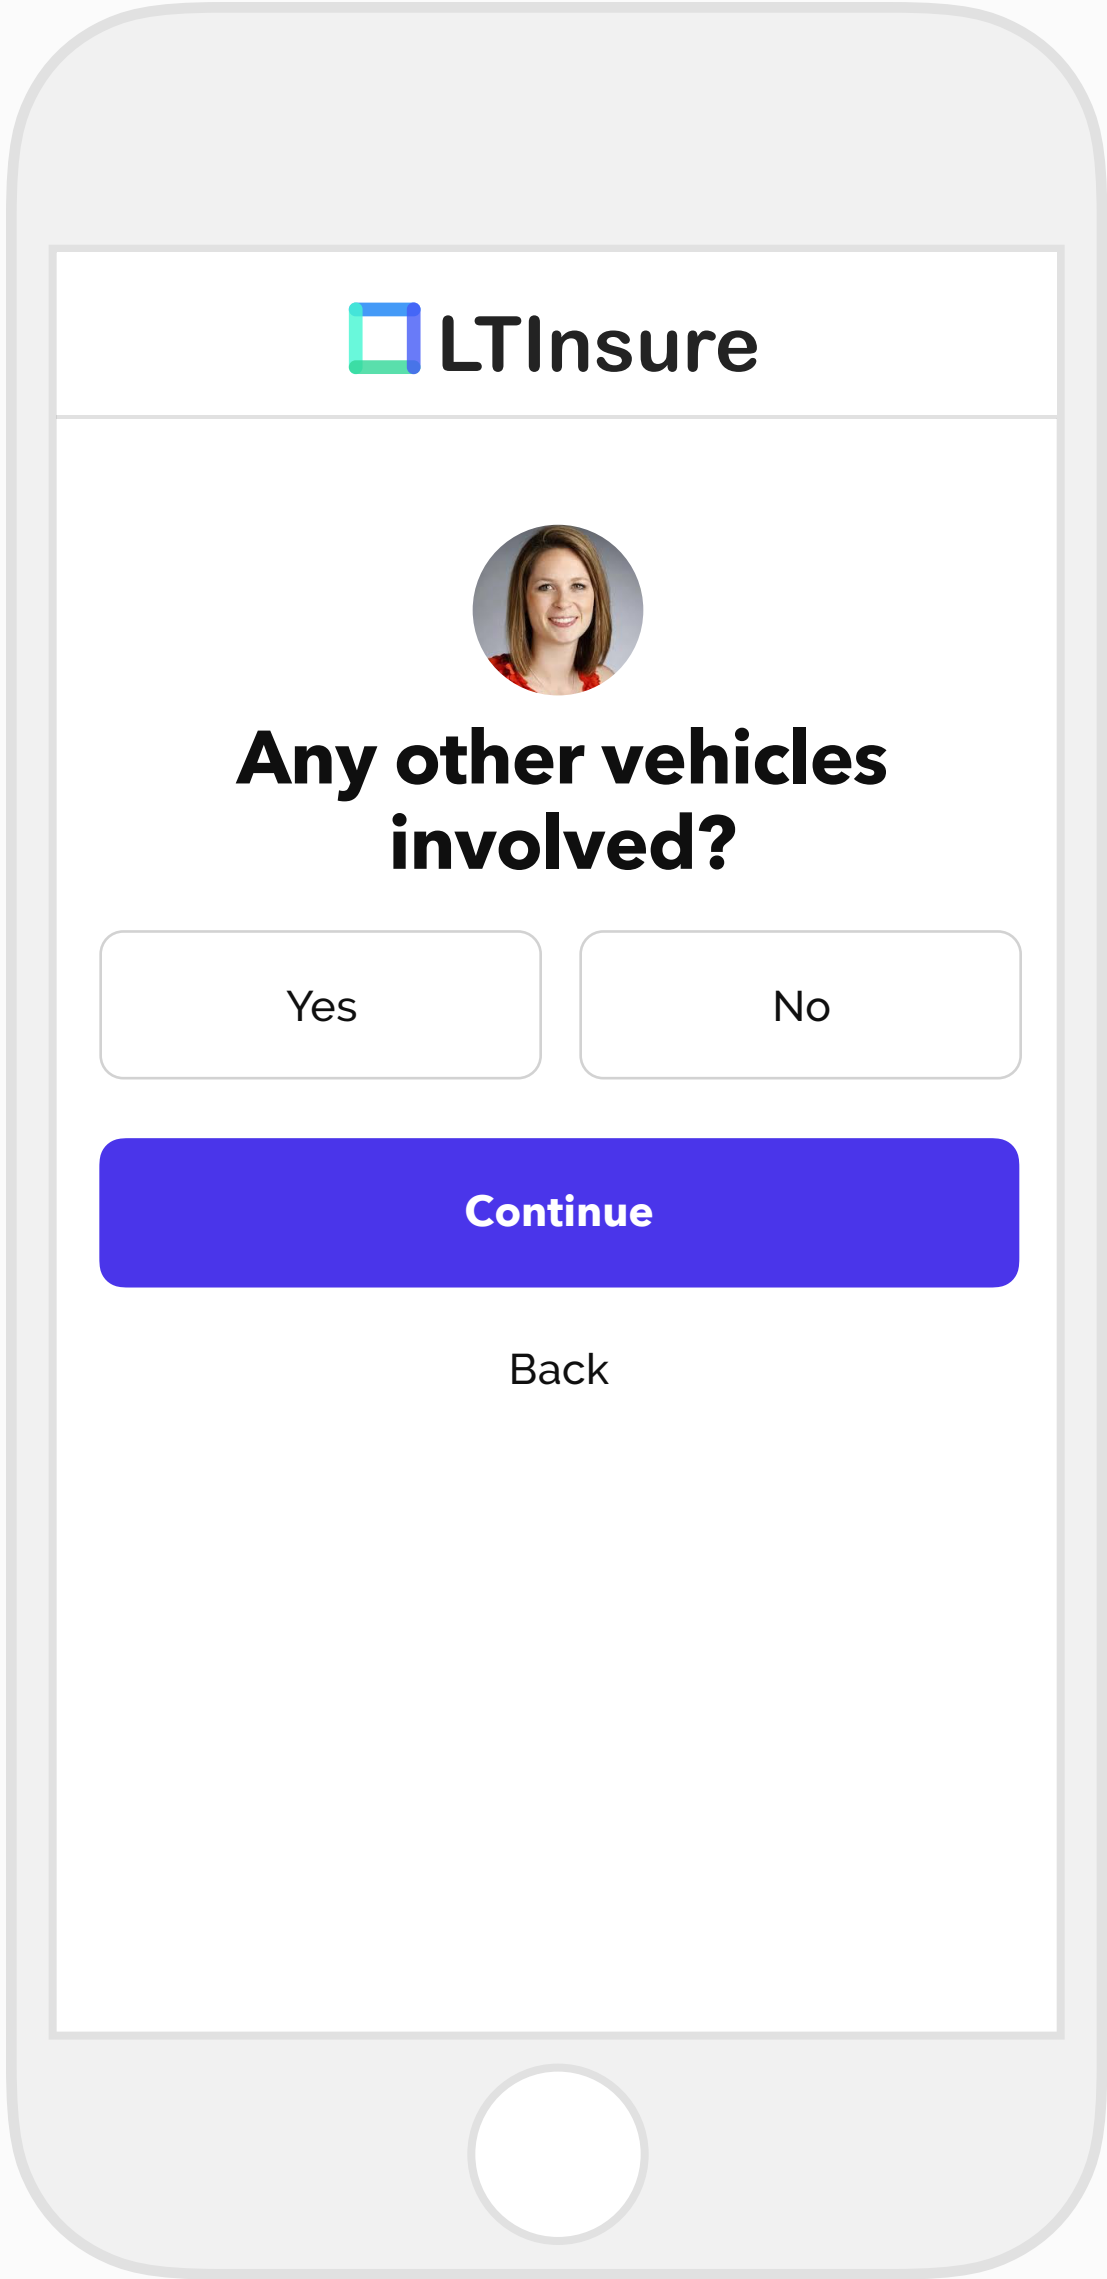 LTInsure
Any other vehicles
involved?
Yes
No
Continue
Back